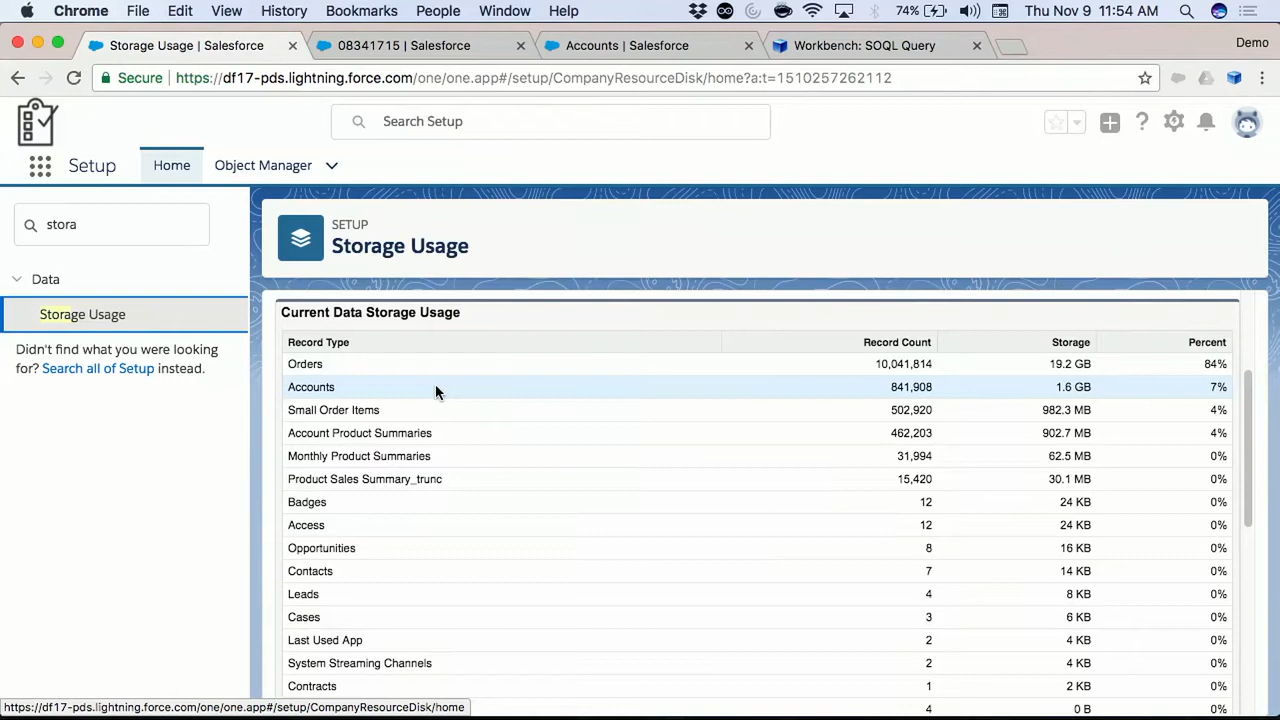 Chrome File Edit View History Bookmarks People Window Help 74% Thu Nov 9 11:54 AM
Storage Usage | Salesforce 08341715 | Salesforce Accounts | Salesforce Workbench: SOQL Query Demo
Secure https://df17-pds.lightning.force.com/one/one.app#/setup/CompanyResourceDisk/home?a:t=1510257262112
Search Setup
Setup Home Object Manager
stora
SETUP
Storage Usage
Data
Storage Usage
Didn't find what you were looking
for? Search all of Setup instead.
Current Data Storage Usage
Record Type Record Count Storage Percent
Orders 10,041,814 19.2 GB 84%
Accounts 841,908 1.6 GB 7%
Small Order Items 502,920 982.3 MB 4%
Account Product Summaries 462,203 902.7 MB 4%
Monthly Product Summaries 31,994 62.5 MB 0%
Product Sales Summary_trunc 15,420 30.1 MB 0%
Badges 12 24 KB 0%
Access 12 24 KB 0%
Opportunities 8 16 KB 0%
Contacts 7 14 KB 0%
Leads 4 8 KB 0%
Cases 3 6 KB 0%
Last Used App 2 4 KB 0%
System Streaming Channels 2 4 KB 0%
Contracts 1 2 KB 0%
4 0 B 0%
https://df17-pds.lightning.force.com/one/one.app#/setup/CompanyResourceDisk/home